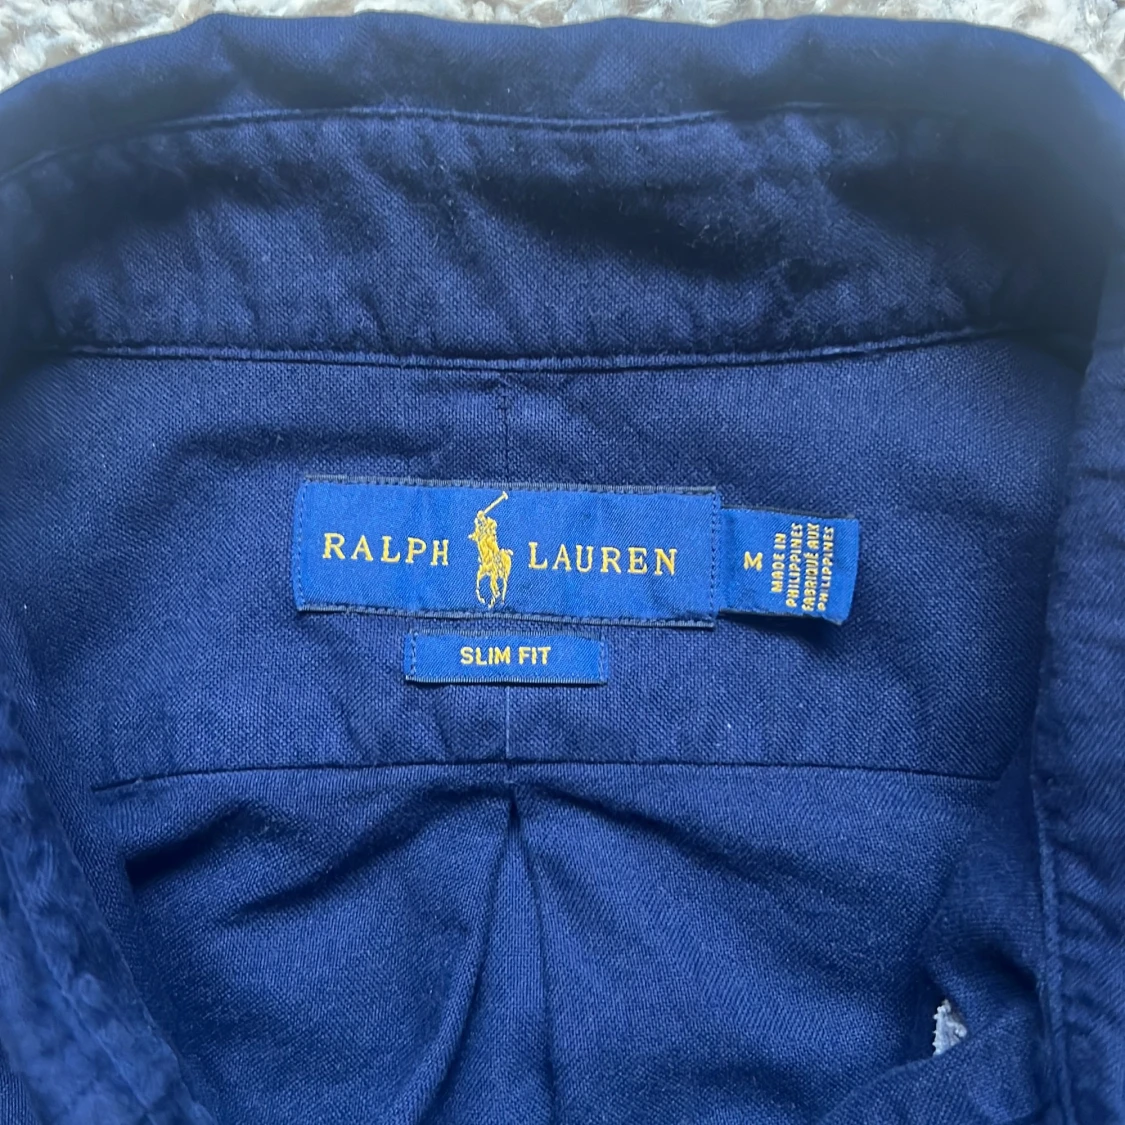 RALPH LAUREN
M
MADE IN
PHILIPPINES
FABRIQUÉ AUX
PHILIPPINES
SLIM FIT